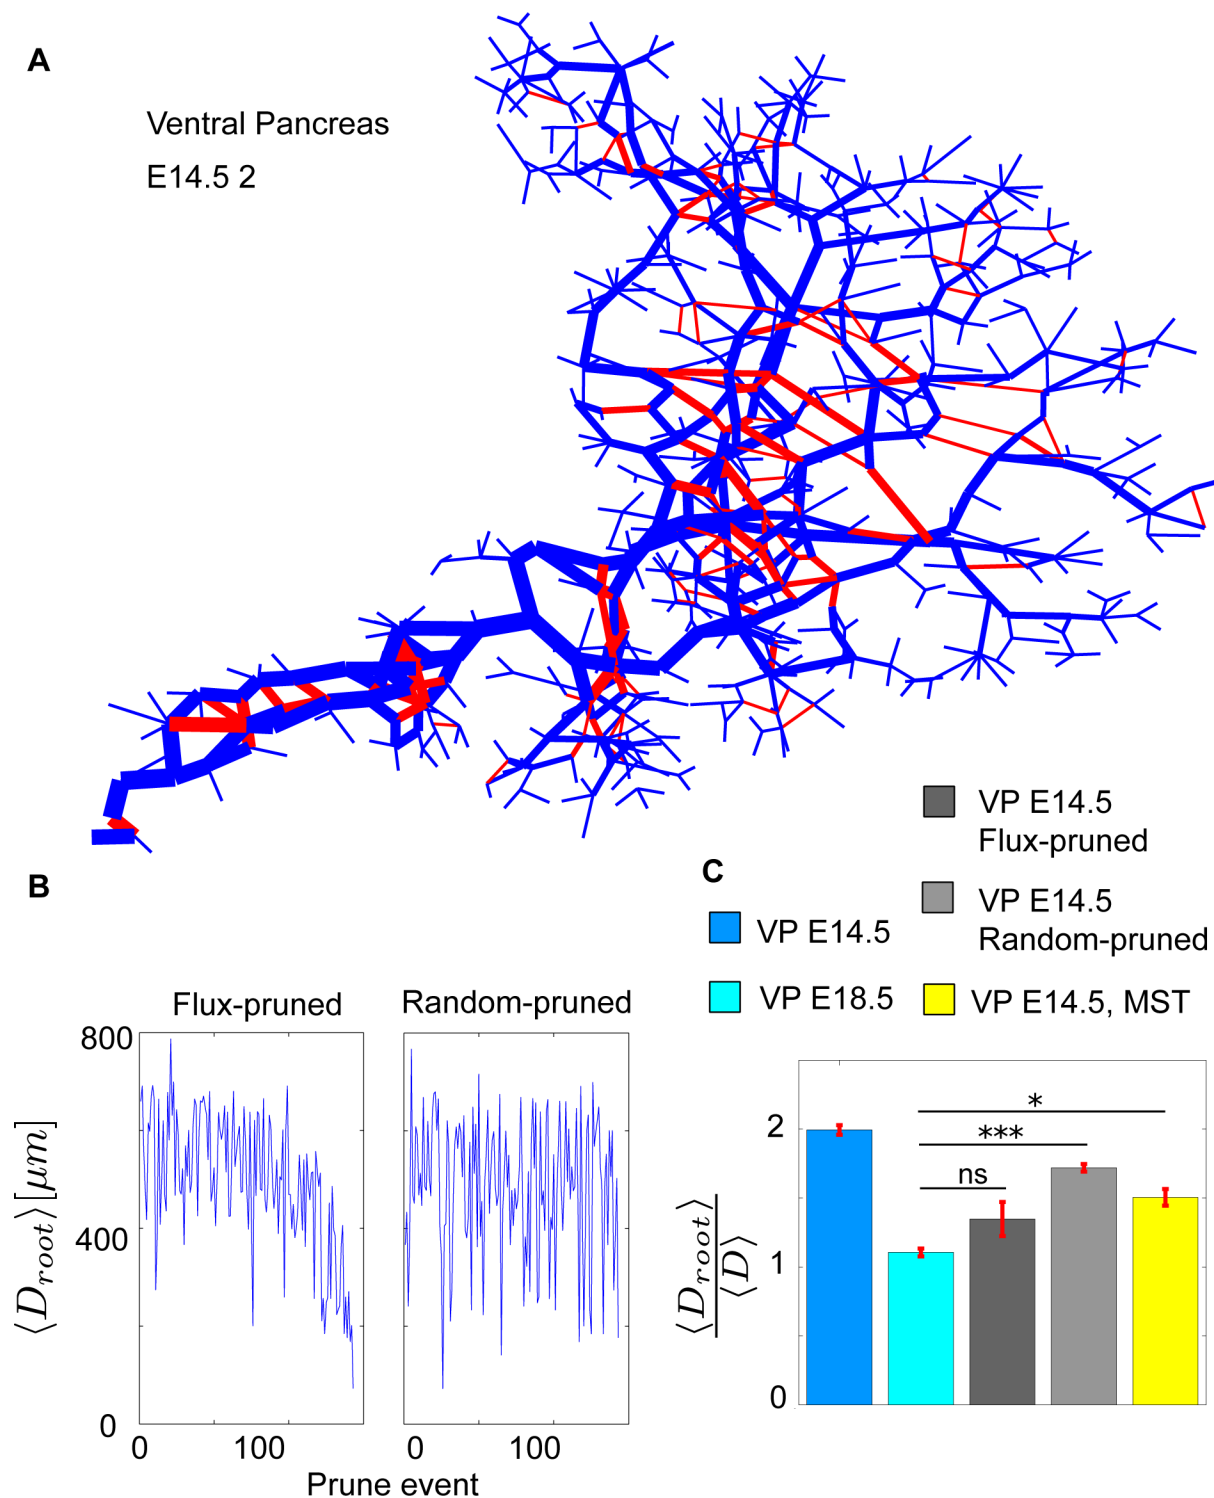 A
Ventral Pancreas
E14.5 2
VP E14.5
Flux-pruned
B
C
VP E14.5
Random-pruned
VP E14.5
VP E18.5
VP E14.5, MST
Flux-pruned
Random-pruned
800
400
0
⟨D_root⟩ [μm]
0
100
0
100
Prune event
*
***
ns
2
1
0
⟨D_root⟩
⟨D⟩